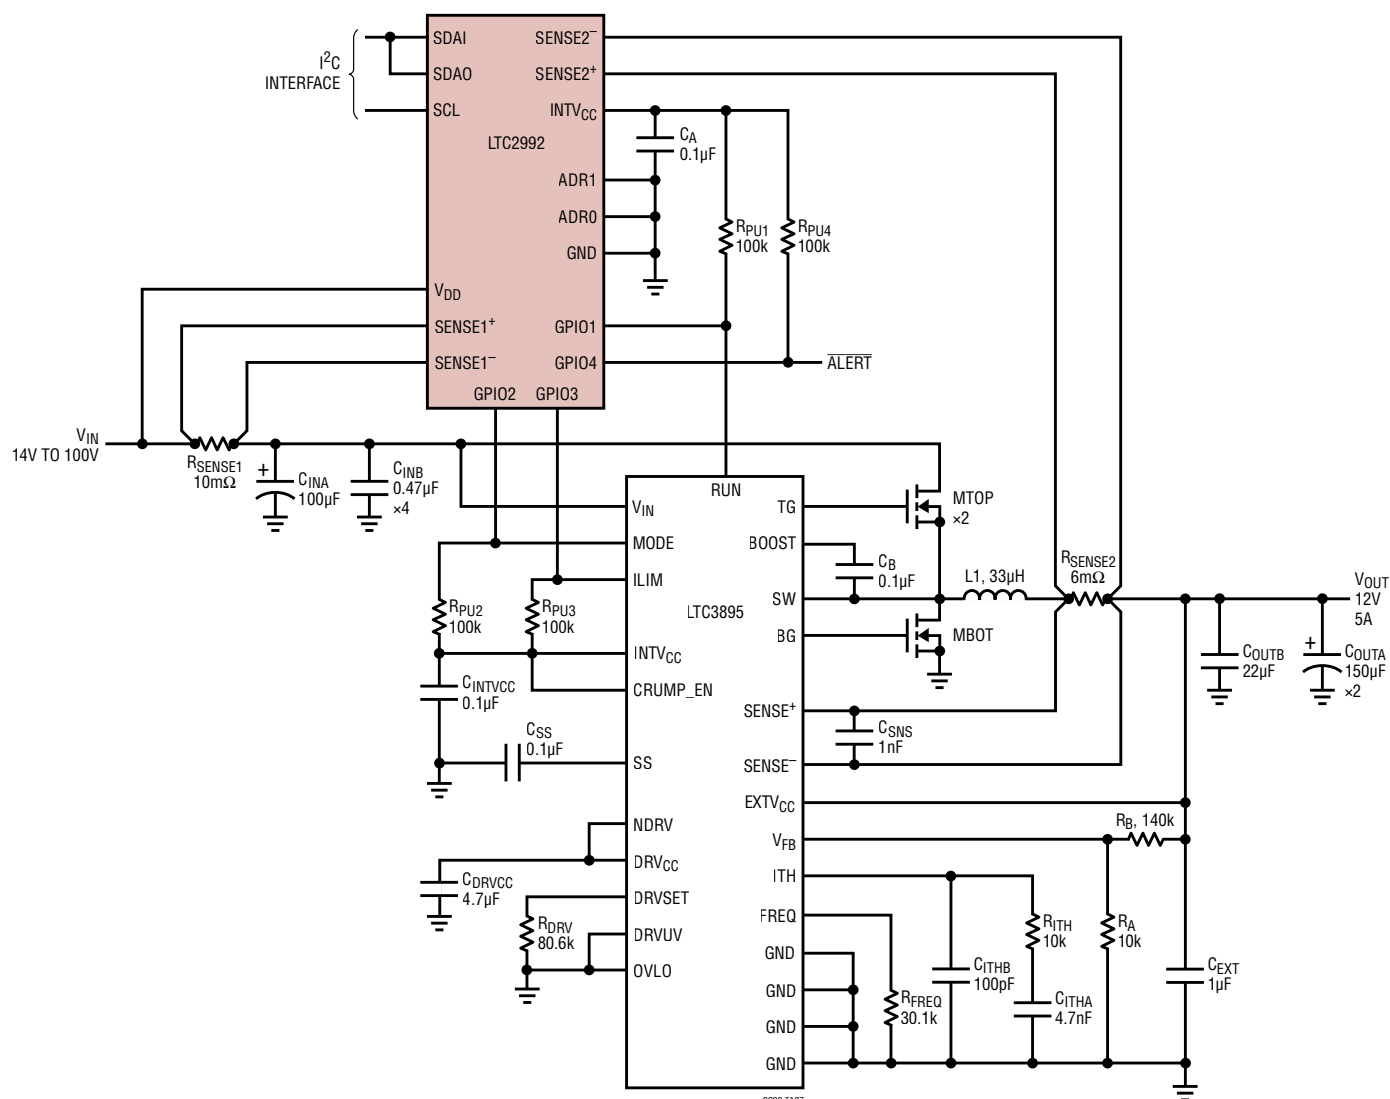 I²C
INTERFACE
SDAI
SDAO
SCL
LTC2992
SENSE2⁻
SENSE2⁺
INTVCC
ADR1
ADR0
GND
VDD
SENSE1⁺
SENSE1⁻
GPIO1
GPIO4
GPIO2
GPIO3
CA
0.1µF
RPU1
100k
RPU4
100k
ALERT
VIN
14V TO 100V
RSENSE1
10mΩ
CINA
100µF
+
CINB
0.47µF
×4
RUN
LTC3895
VIN
MODE
ILIM
INTVCC
CRUMP_EN
SS
NDRV
DRVCC
DRVSET
DRVUV
OVLO
TG
BOOST
SW
BG
SENSE⁺
SENSE⁻
EXTVCC
VFB
ITH
FREQ
GND
GND
GND
GND
RPU2
100k
RPU3
100k
CINTVCC
0.1µF
CSS
0.1µF
CDRVCC
4.7µF
RDRV
80.6k
MTOP
×2
CB
0.1µF
L1, 33µH
RSENSE2
6mΩ
MBOT
VOUT
12V
5A
COUTB
22µF
+
COUTA
150µF
×2
CSNS
1nF
RB, 140k
RITH
10k
RA
10k
CITHB
100pF
CITHA
4.7nF
RFREQ
30.1k
CEXT
1µF